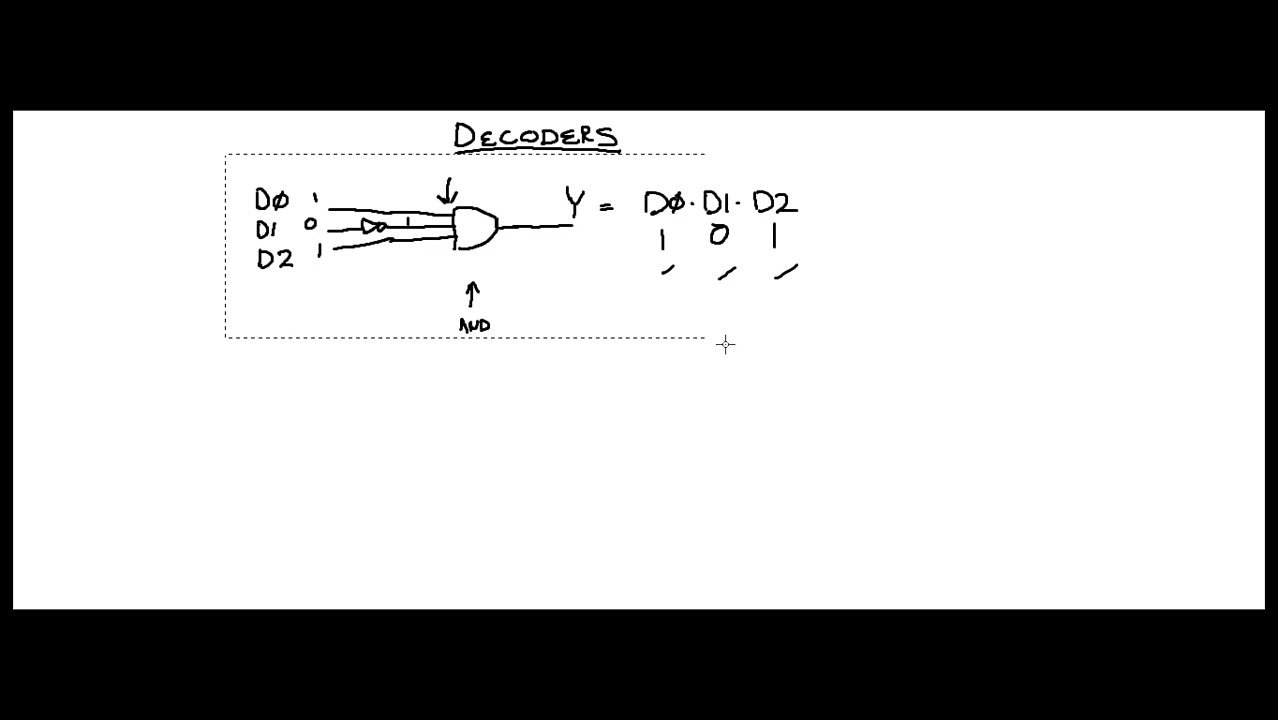 DECODERS
DØ 1 Y = DØ·D1·D2
D1 0 1 1 0 1
D2 1
AND